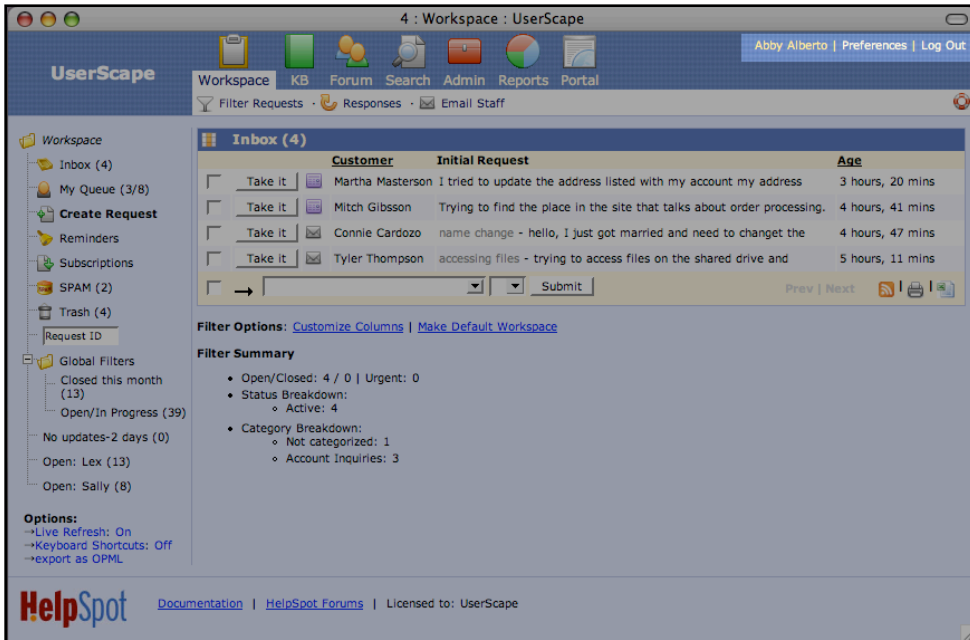 4 : Workspace : UserScape
Abby Alberto | Preferences | Log Out
UserScape
Workspace KB Forum Search Admin Reports Portal
Filter Requests · Responses · Email Staff
Workspace
Inbox (4)
My Queue (3/8)
Create Request
Reminders
Subscriptions
SPAM (2)
Trash (4)
Request ID
Global Filters
Closed this month
(13)
Open/In Progress (39)
No updates-2 days (0)
Open: Lex (13)
Open: Sally (8)
Options:
→Live Refresh: On
→Keyboard Shortcuts: Off
→export as OPML
Inbox (4)
Customer Initial Request Age
Take it Martha Masterson I tried to update the address listed with my account my address 3 hours, 20 mins
Take it Mitch Gibsson Trying to find the place in the site that talks about order processing. 4 hours, 41 mins
Take it Connie Cardozo name change - hello, I just got married and need to changet the 4 hours, 47 mins
Take it Tyler Thompson accessing files - trying to access files on the shared drive and 5 hours, 11 mins
→ Submit Prev | Next
Filter Options: Customize Columns | Make Default Workspace
Filter Summary
• Open/Closed: 4 / 0 | Urgent: 0
• Status Breakdown:
◦ Active: 4
• Category Breakdown:
◦ Not categorized: 1
◦ Account Inquiries: 3
HelpSpot Documentation | HelpSpot Forums | Licensed to: UserScape